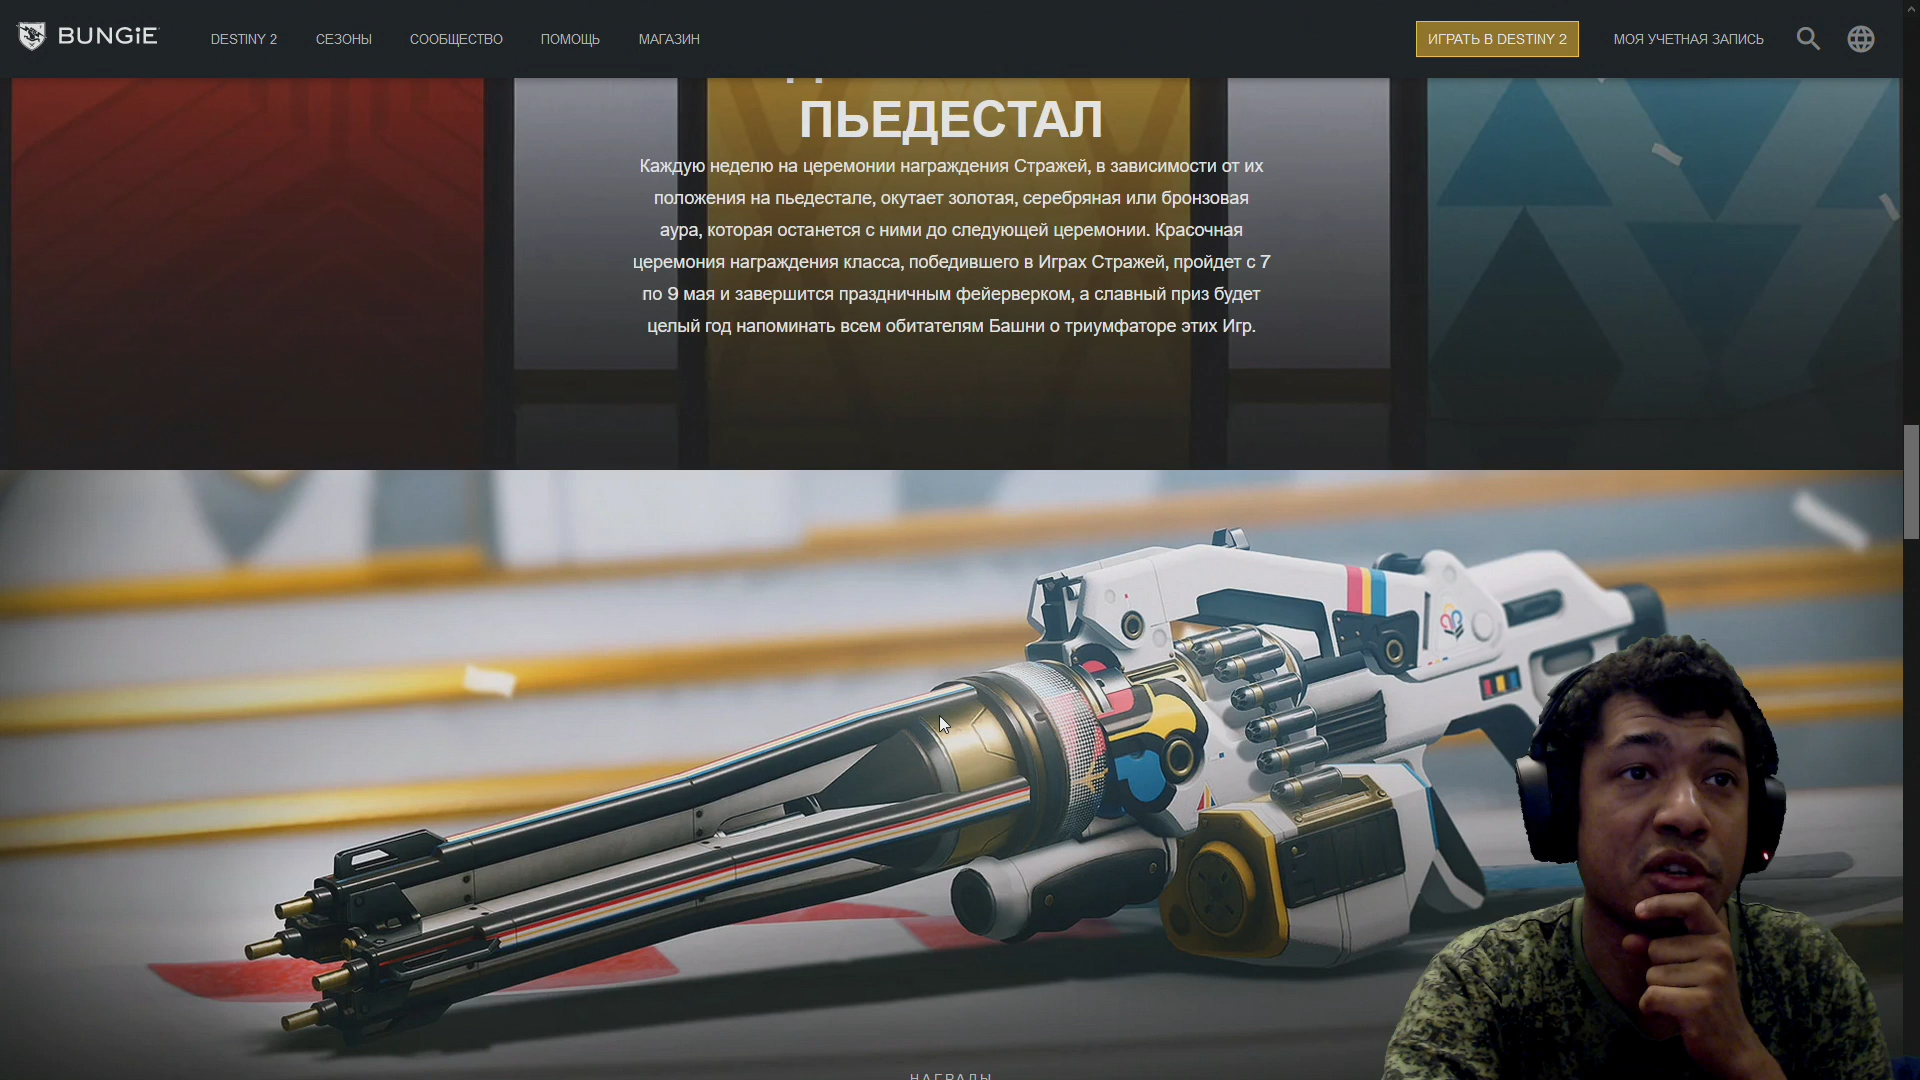 BUNGiE
DESTINY 2
СЕЗОНЫ
СООБЩЕСТВО
ПОМОЩЬ
МАГАЗИН
ИГРАТЬ В DESTINY 2
МОЯ УЧЕТНАЯ ЗАПИСЬ
ПЬЕДЕСТАЛ
Каждую неделю на церемонии награждения Стражей, в зависимости от их
положения на пьедестале, окутает золотая, серебряная или бронзовая
аура, которая останется с ними до следующей церемонии. Красочная
церемония награждения класса, победившего в Играх Стражей, пройдет с 7
по 9 мая и завершится праздничным фейерверком, а славный приз будет
целый год напоминать всем обитателям Башни о триумфаторе этих Игр.
НАГРАДЫ